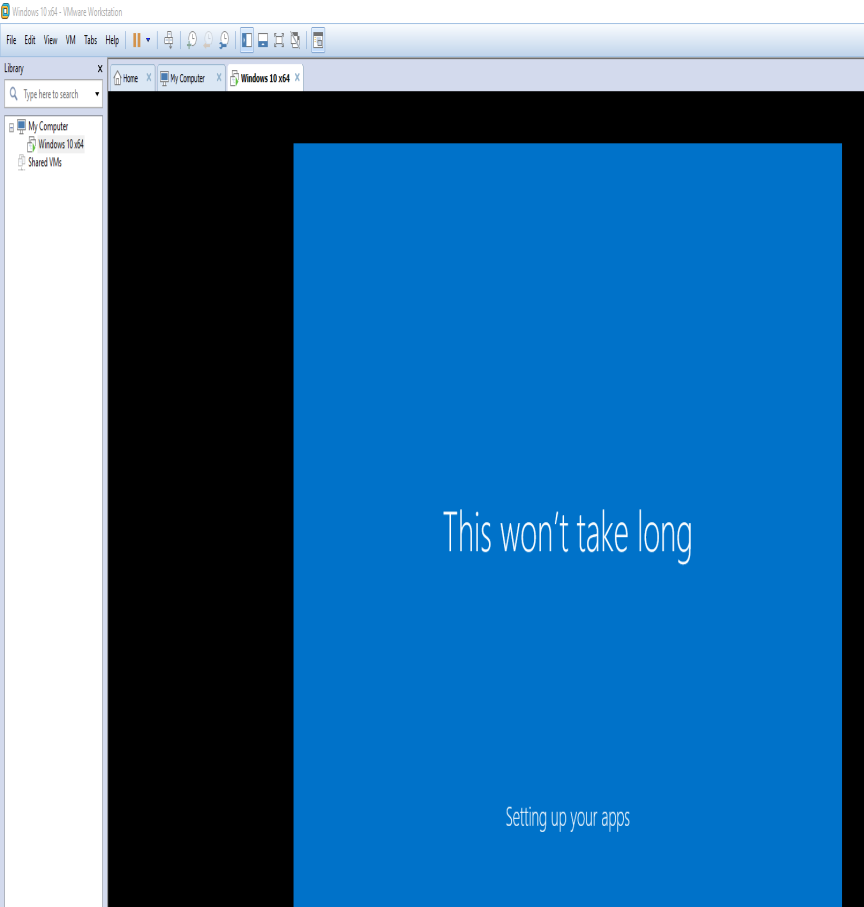 Windows 10 x64 - VMware Workstation
File Edit View VM Tabs Help
Library x
Home x My Computer x Windows 10 x64 x
Type here to search
My Computer
Windows 10 x64
Shared VMs
This won't take long
Setting up your apps